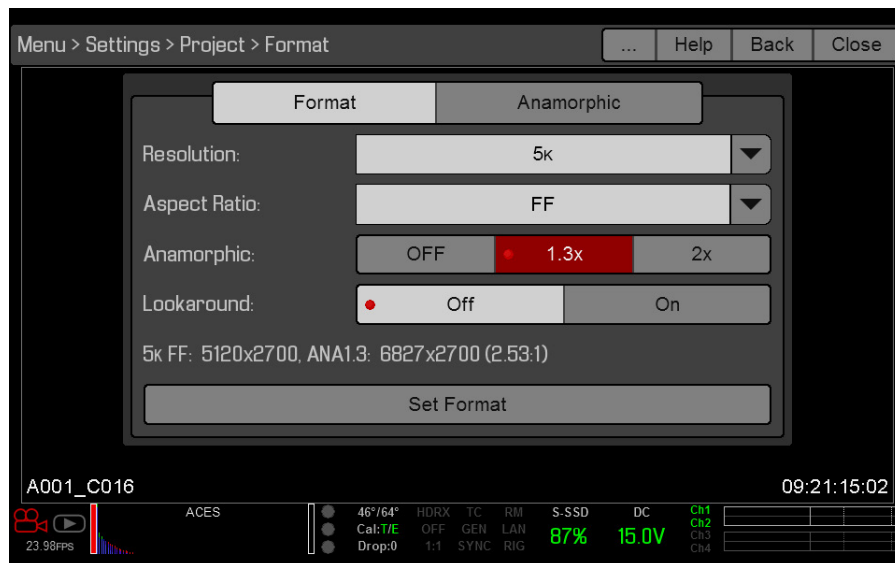 Menu > Settings > Project > Format ... Help Back Close
Format Anamorphic
Resolution: 5K
Aspect Ratio: FF
Anamorphic: OFF 1.3x 2x
Lookaround: Off On
5K FF: 5120x2700, ANA1.3: 6827x2700 (2.53:1)
Set Format
A001_C016 09:21:15:02
ACES 46°/64° HDRX TC RM S-SSD DC Ch1
Cal:T/E OFF GEN LAN 87% 15.0V Ch2
23.98FPS Drop:0 1:1 SYNC RIG Ch3
Ch4